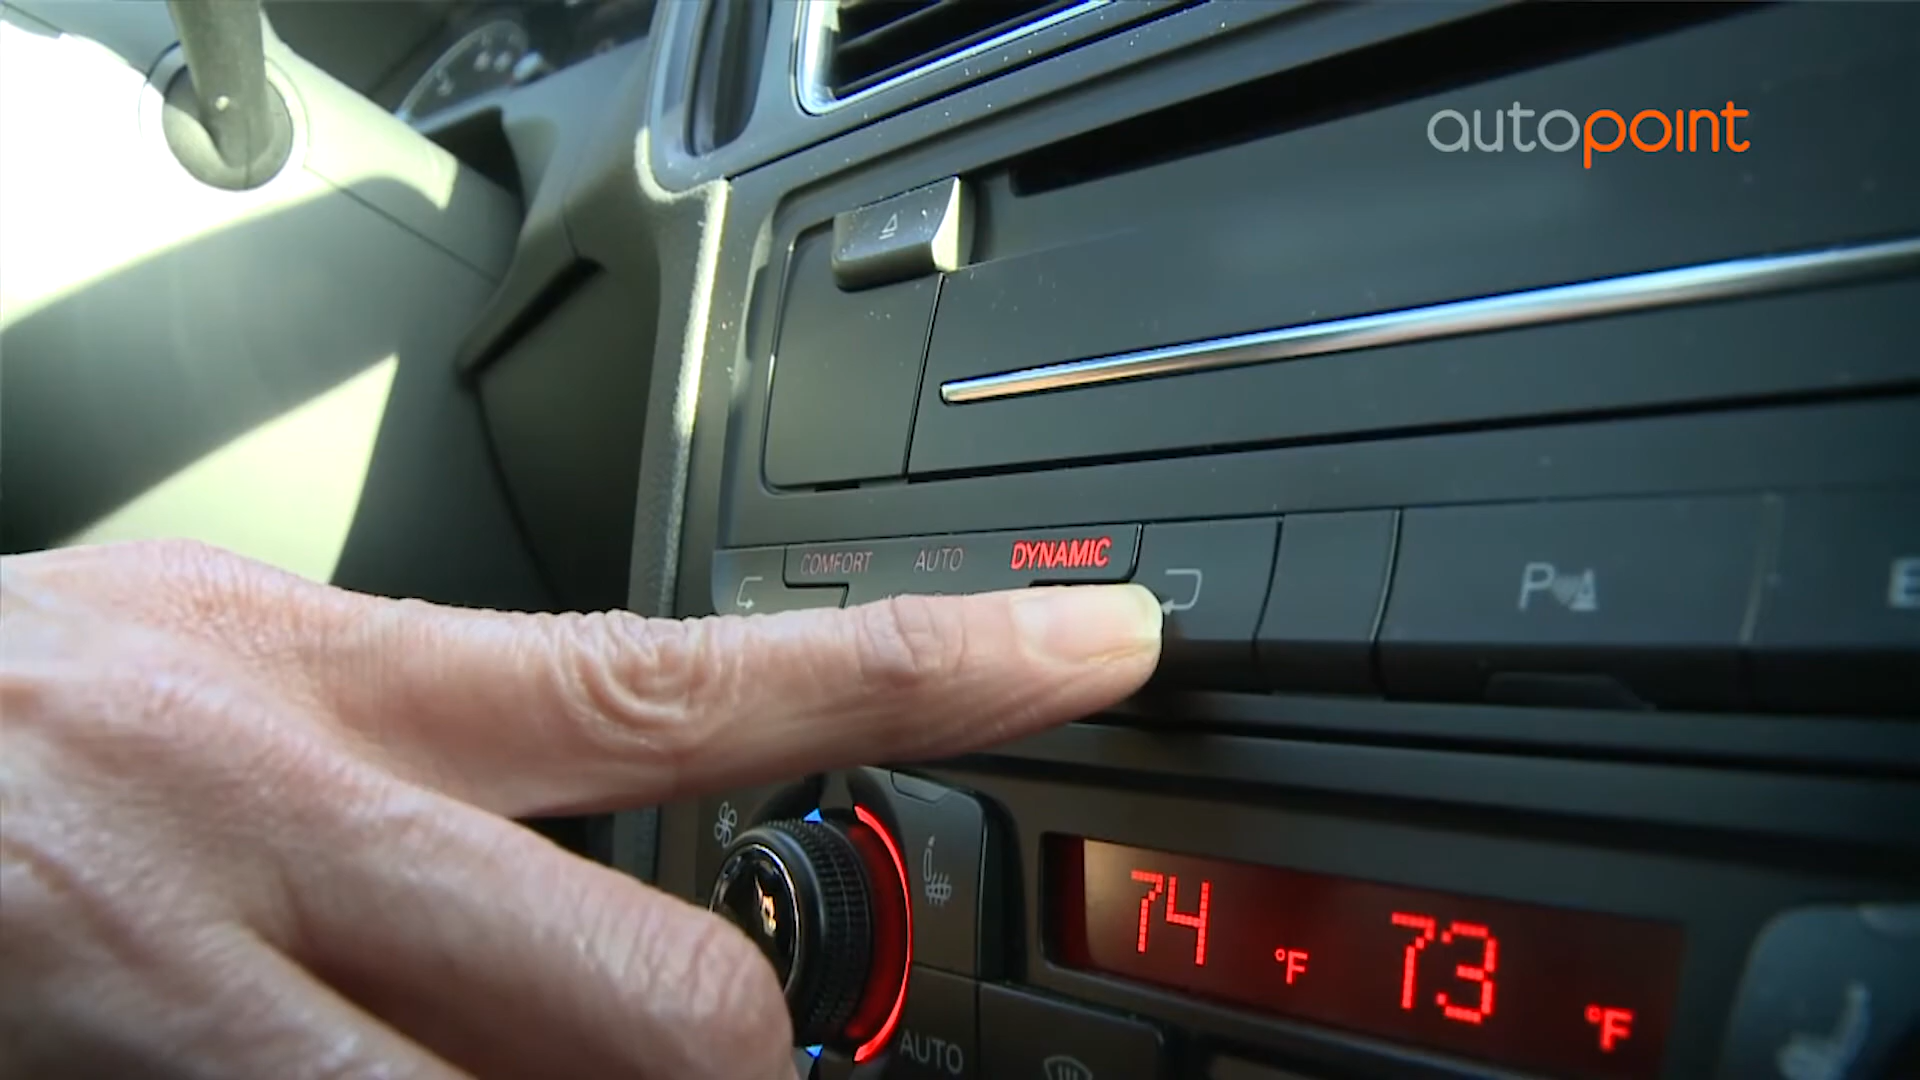 autopoint
COMFORT AUTO DYNAMIC
P
E
74 °F 73 °F
AUTO